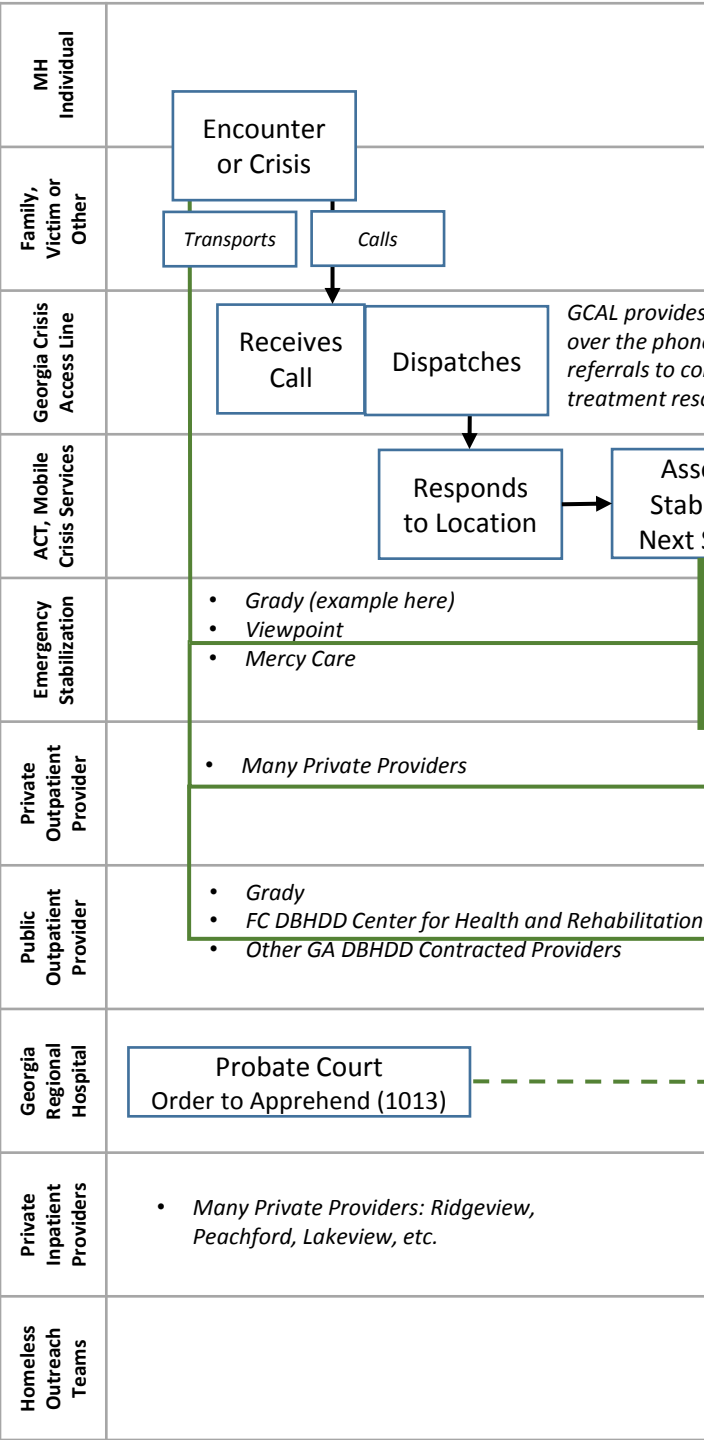 MH
Individual
Encounter
or Crisis
Family,
Victim or
Other
Transports
Calls
Georgia Crisis
Access Line
Receives
Call
Dispatches
GCAL provides
over the phone
referrals to
treatment
ACT, Mobile
Crisis Services
Responds
to Location
Next
Emergency
Stabilization
• Grady (example here)
• Viewpoint
• Mercy Care
Private
Outpatient
Provider
• Many Private Providers
Public
Outpatient
Provider
• Grady
• FC DBHDD Center for Health and Rehabilitation
• Other GA DBHDD Contracted Providers
Georgia
Regional
Hospital
Probate Court
Order to Apprehend (1013)
Private
Inpatient
Providers
• Many Private Providers: Ridgeview,
Peachford, Lakeview, etc.
Homeless
Outreach
Teams